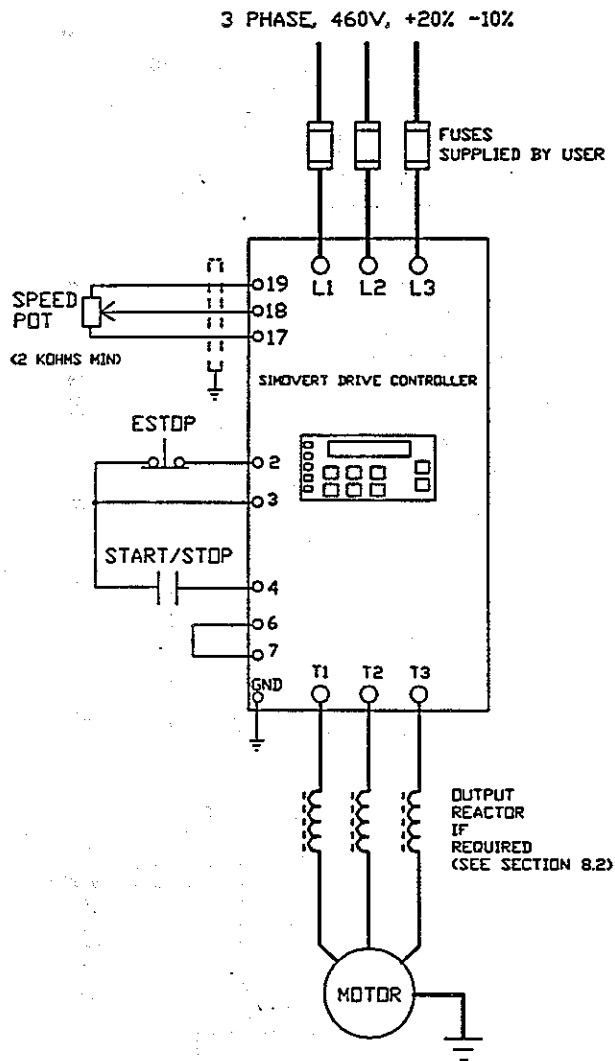 3 PHASE, 460V, +20% -10%
FUSES
SUPPLIED BY USER
L1 L2 L3
19
18
17
SPEED
POT
(2 KOHMS MIN)
SIMOVERT DRIVE CONTROLLER
ESTOP
2
3
START/STOP
4
6
7
GND
T1 T2 T3
OUTPUT
REACTOR
IF
REQUIRED
(SEE SECTION 8.2)
MOTOR